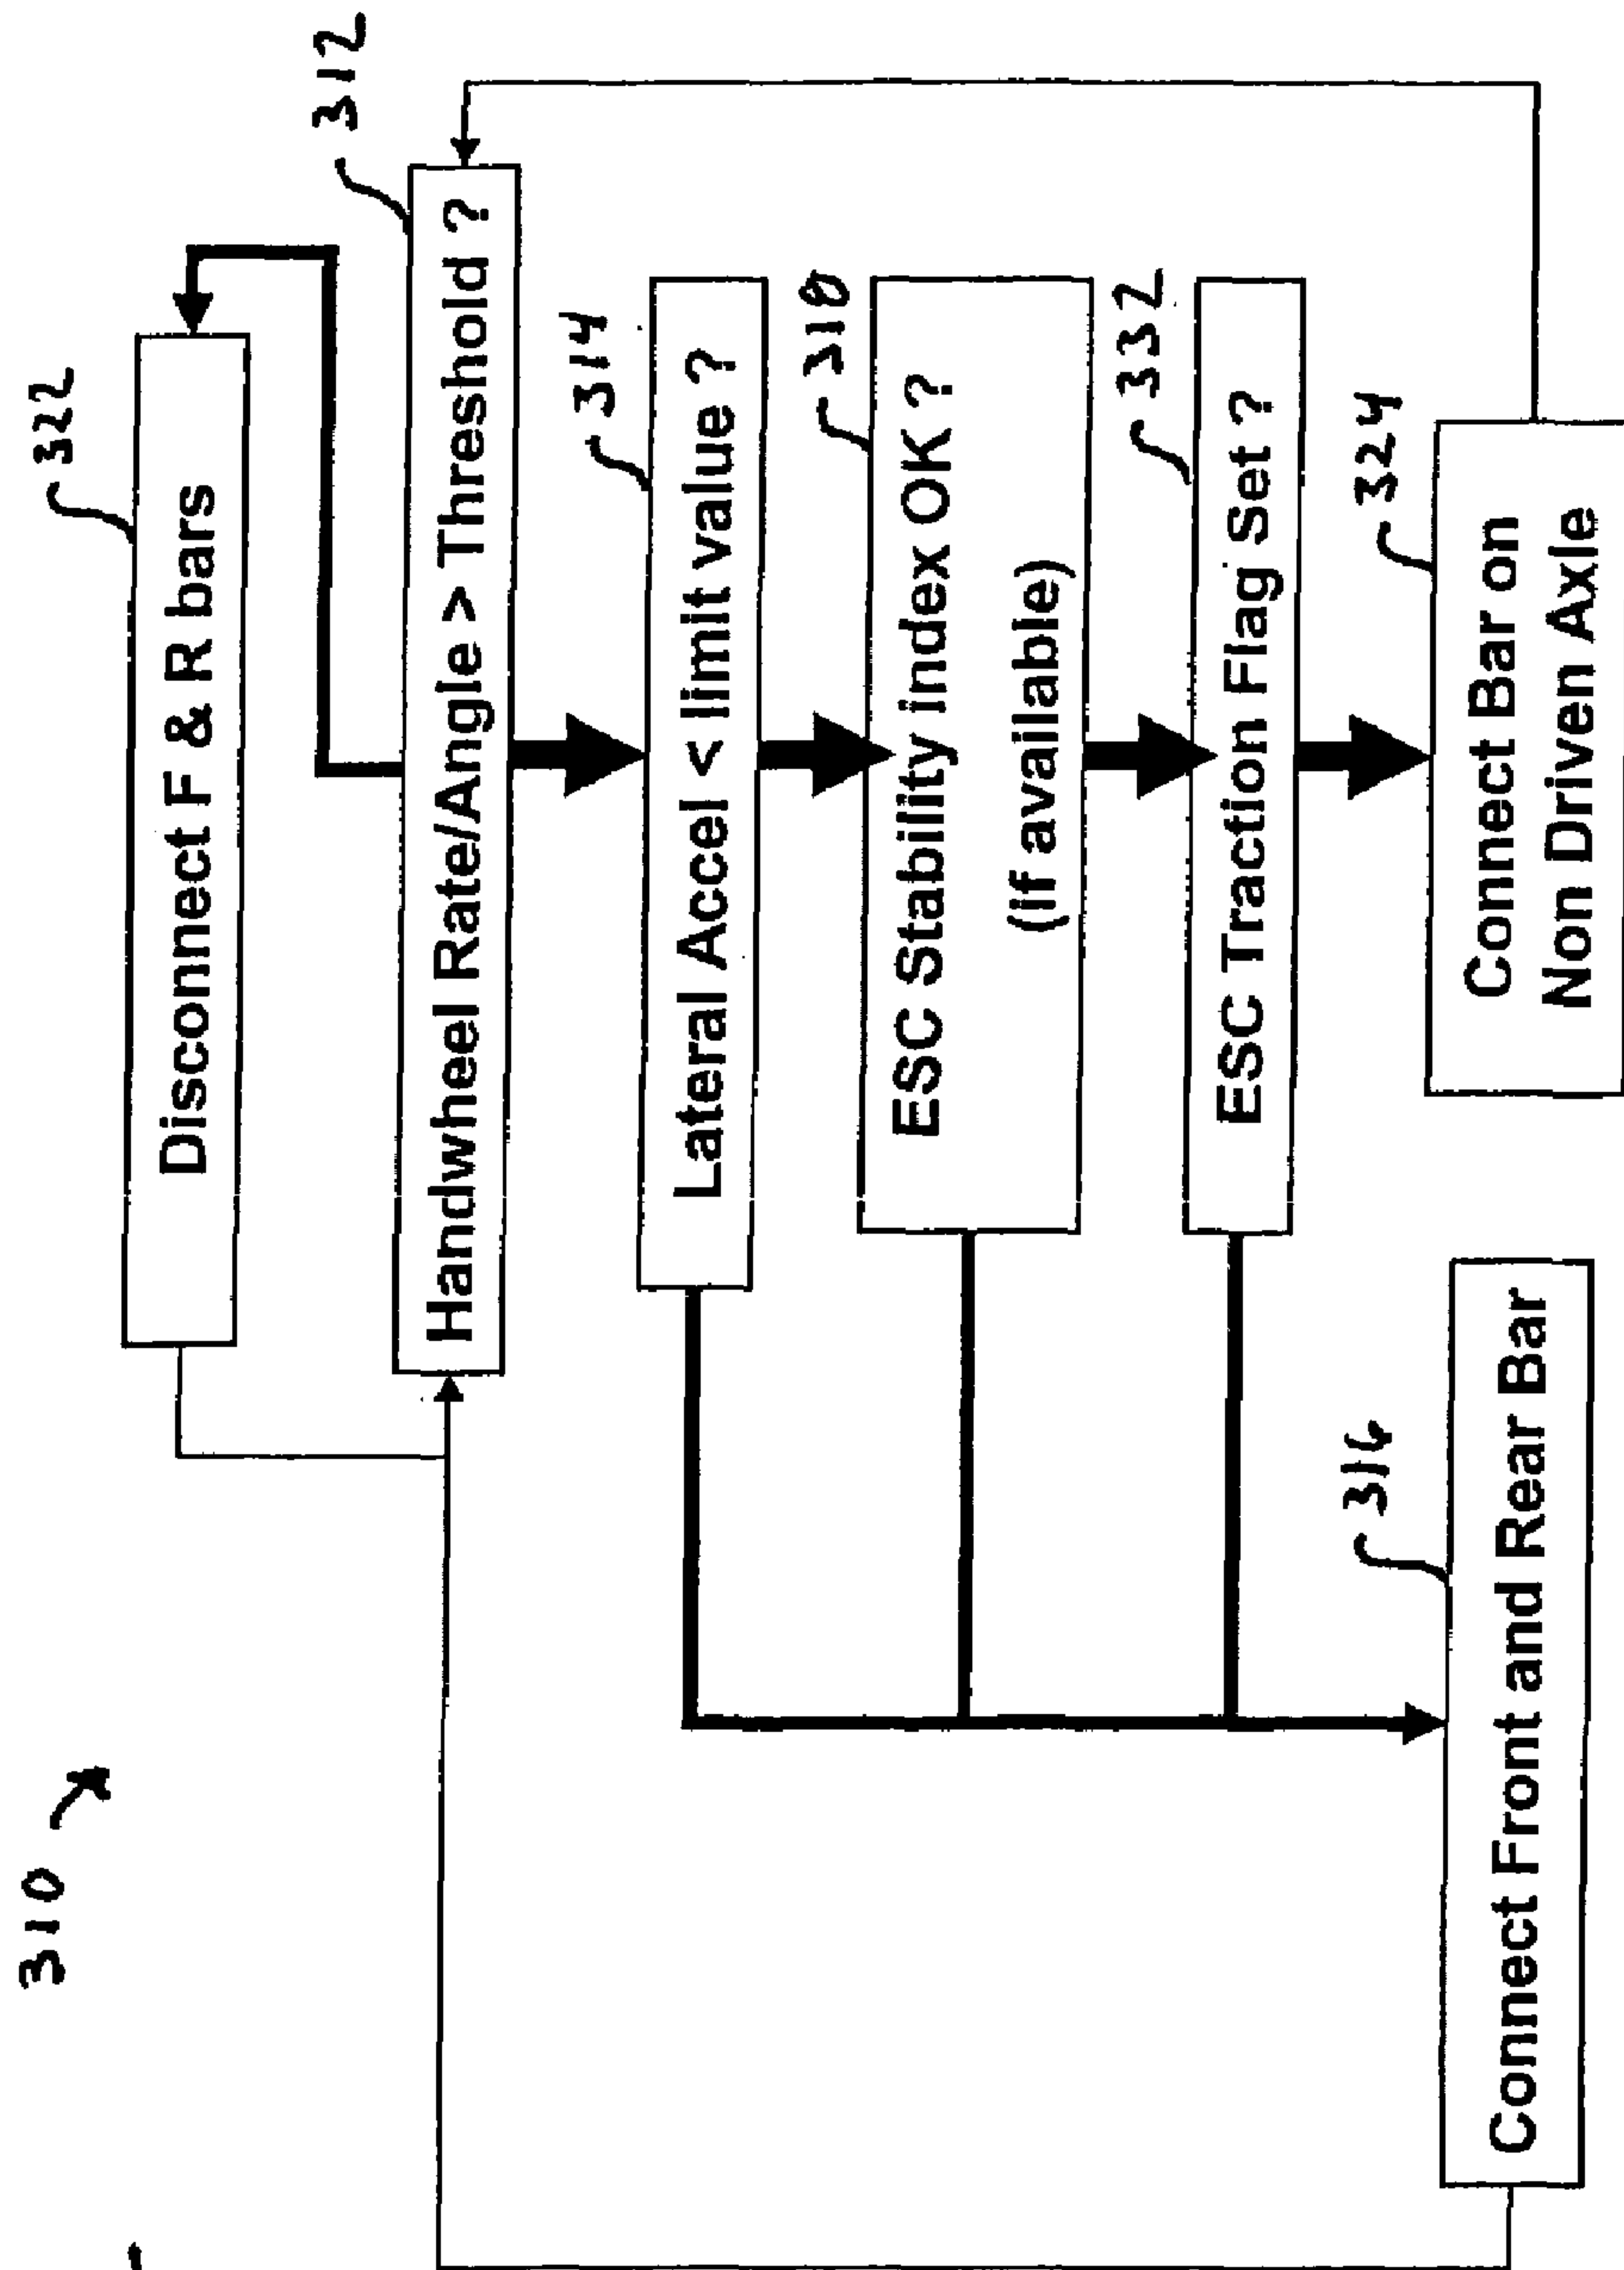 310
322
Disconnect F & R bars
312
Handwheel Rate/Angle > Threshold ?
314
Lateral Accel < limit value ?
318
ESC Stability index OK ?
(if available)
332
ESC Traction Flag Set ?
324
Connect Bar on
Non Driven Axle
316
Connect Front and Rear Bar